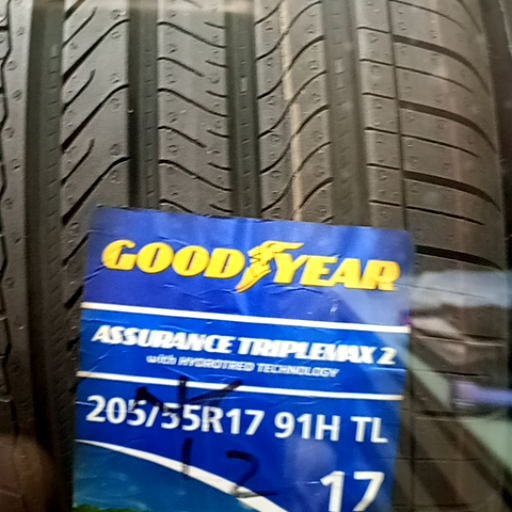 GOODYEAR
ASSURANCE TRIPLEMAX 2
with HYDROTRED TECHNOLOGY
205/55R17 91H TL
12
17